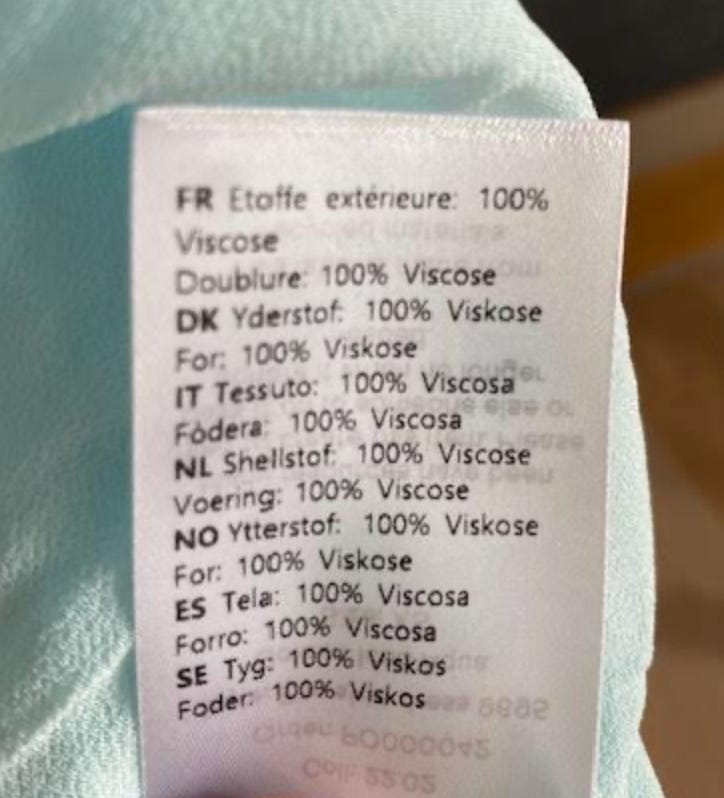 FR Etoffe extérieure: 100%
Viscose
Doublure: 100% Viscose
DK Yderstof: 100% Viskose
For: 100% Viskose
IT Tessuto: 100% Viscosa
Fòdera: 100% Viscosa
NL Shellstof: 100% Viscose
Voering: 100% Viscose
NO Ytterstof: 100% Viskose
For: 100% Viskose
ES Tela: 100% Viscosa
Forro: 100% Viscosa
SE Tyg: 100% Viskos
Foder: 100% Viskos